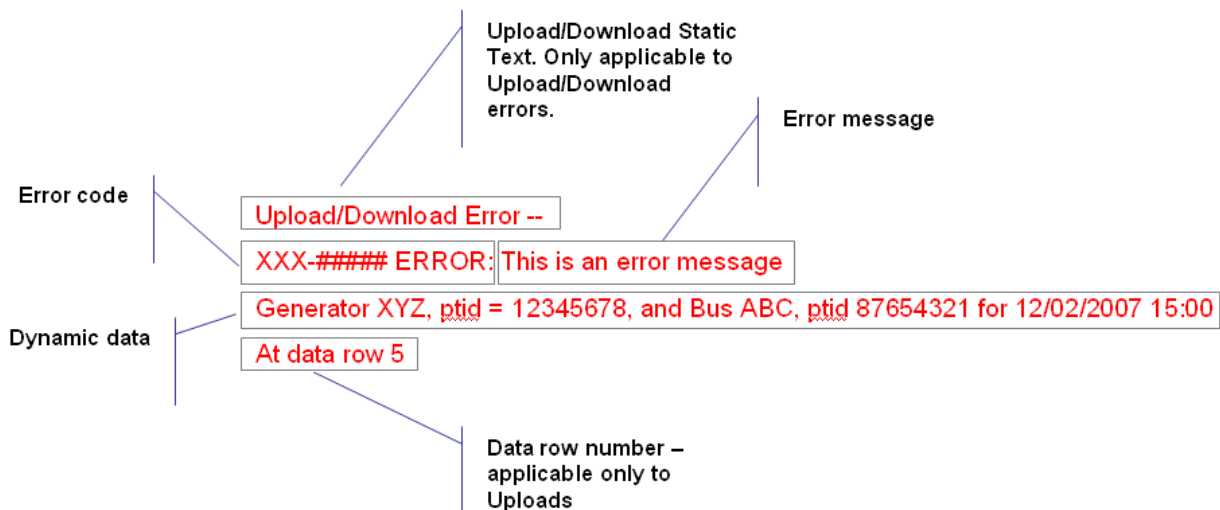 Upload/Download Static
Text. Only applicable to
Upload/Download
errors.
Error message
Error code
Upload/Download Error --
XXX-##### ERROR: This is an error message
Generator XYZ, ptid = 12345678, and Bus ABC, ptid 87654321 for 12/02/2007 15:00
Dynamic data
At data row 5
Data row number –
applicable only to
Uploads